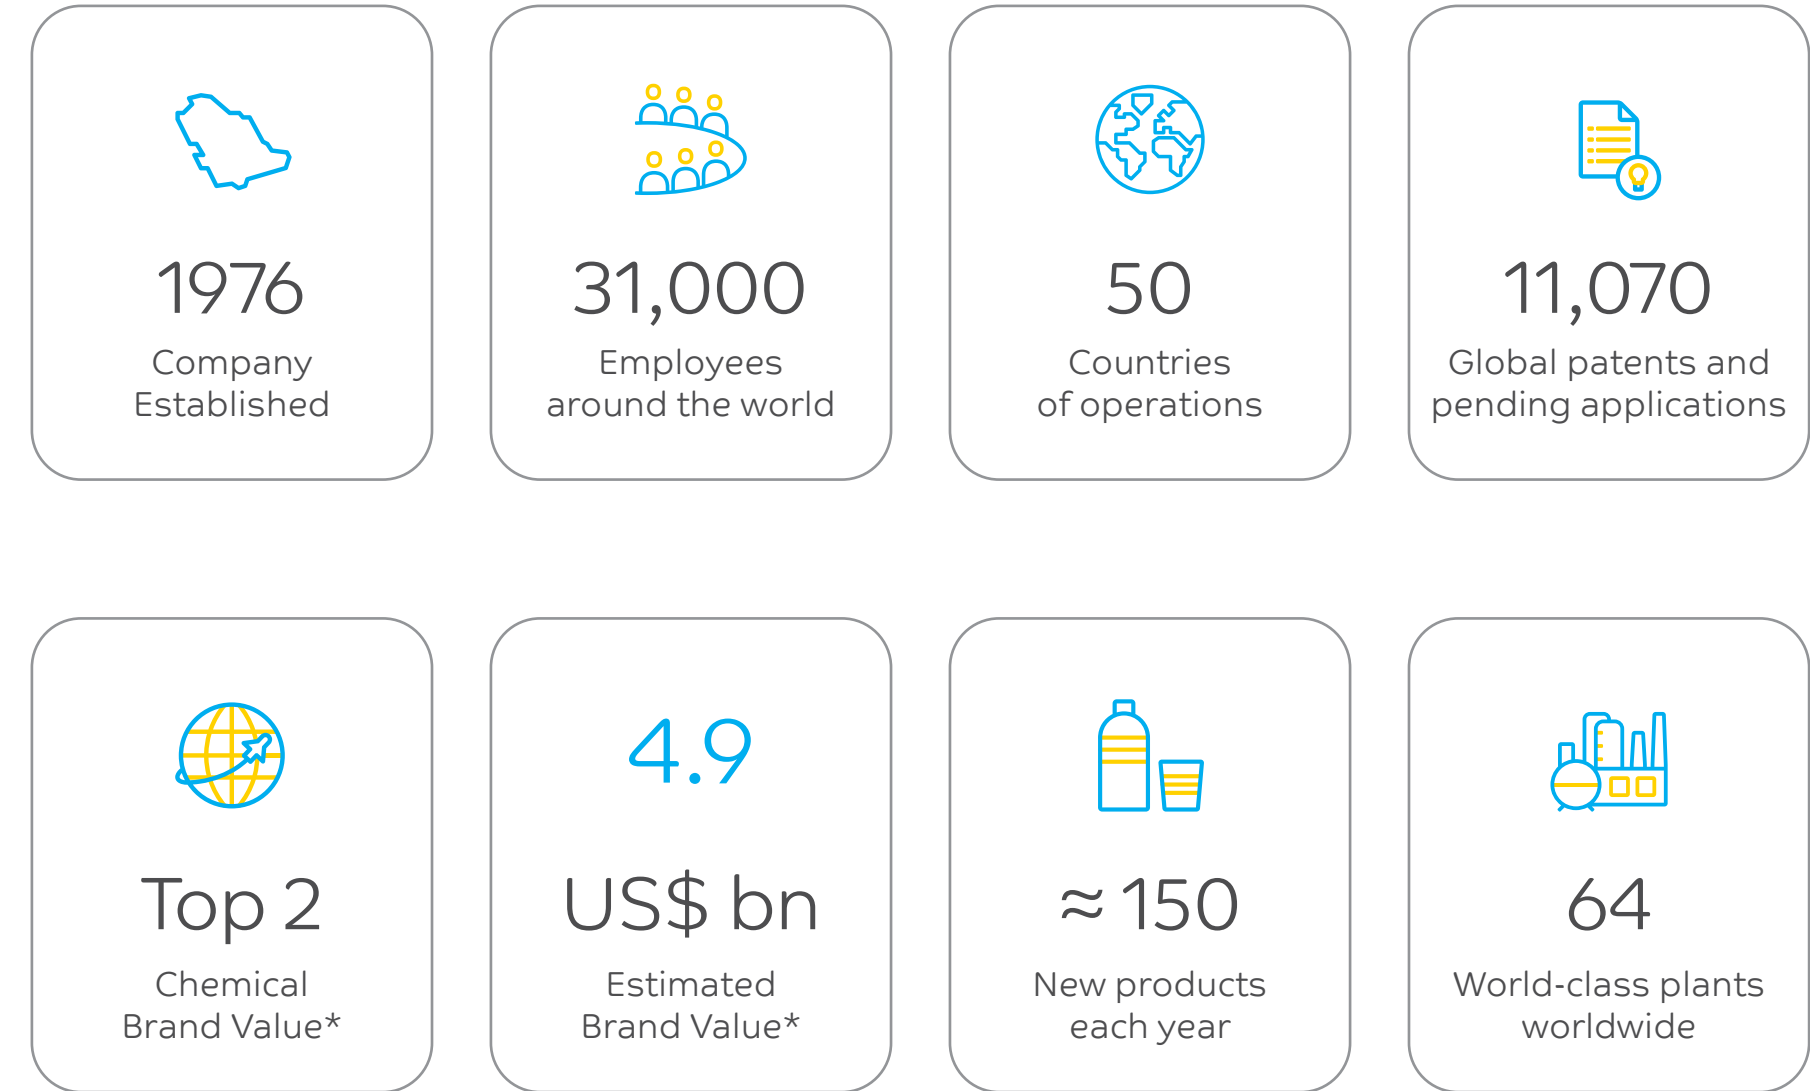 1976
Company
Established
31,000
Employees
around the world
50
Countries
of operations
11,070
Global patents and
pending applications
Top 2
Chemical
Brand Value*
4.9
US$ bn
Estimated
Brand Value*
≈ 150
New products
each year
64
World-class plants
worldwide